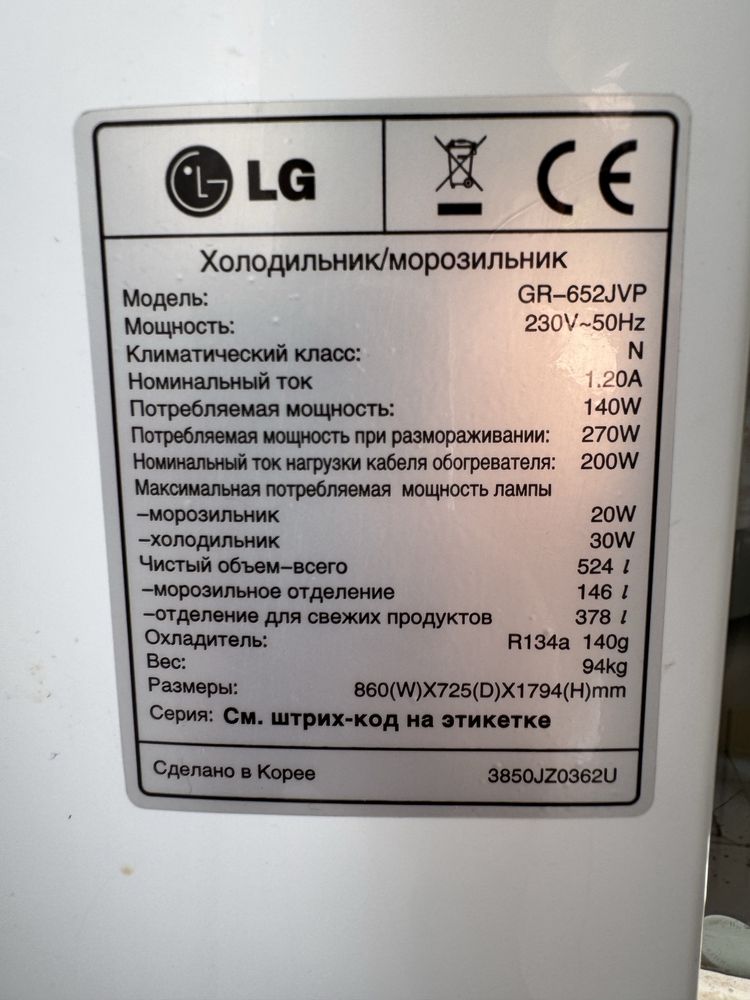 LG
CE
Холодильник/морозильник
Модель: GR–652JVP
Мощность: 230V~50Hz
Климатический класс: N
Номинальный ток 1.20A
Потребляемая мощность: 140W
Потребляемая мощность при размораживании: 270W
Номинальный ток нагрузки кабеля обогревателя: 200W
Максимальная потребляемая мощность лампы
–морозильник 20W
–холодильник 30W
Чистый объем–всего 524 l
–морозильное отделение 146 l
–отделение для свежих продуктов 378 l
Охладитель: R134a 140g
Вес: 94kg
Размеры: 860(W)X725(D)X1794(H)mm
Серия: См. штрих-код на этикетке
Сделано в Корее 3850JZ0362U